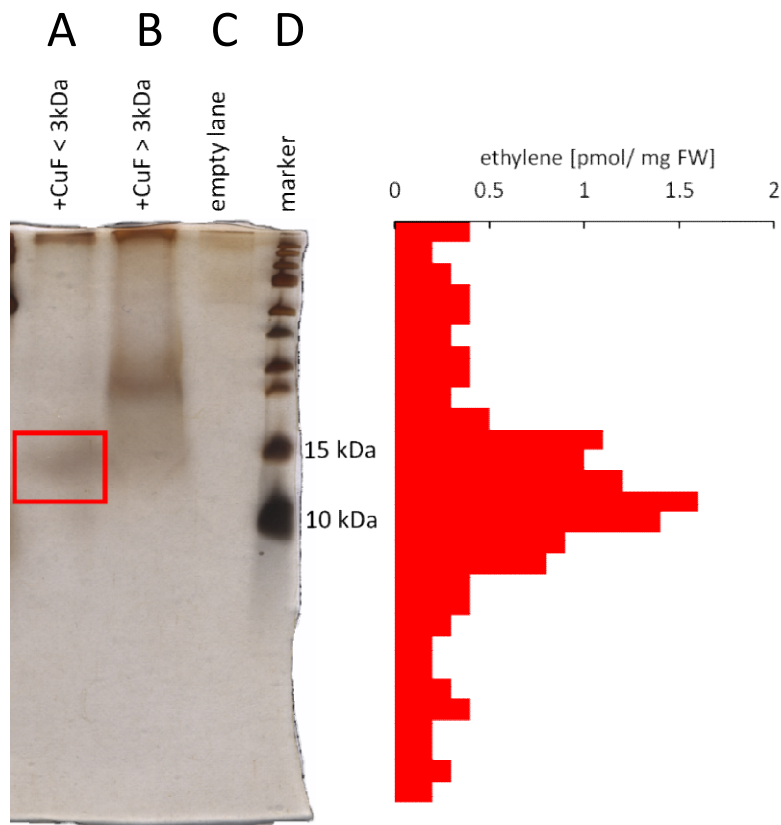 A B C D
+CuF < 3kDa
+CuF > 3kDa
empty lane
marker
ethylene [pmol/ mg FW]
0 0.5 1 1.5 2
15 kDa
10 kDa